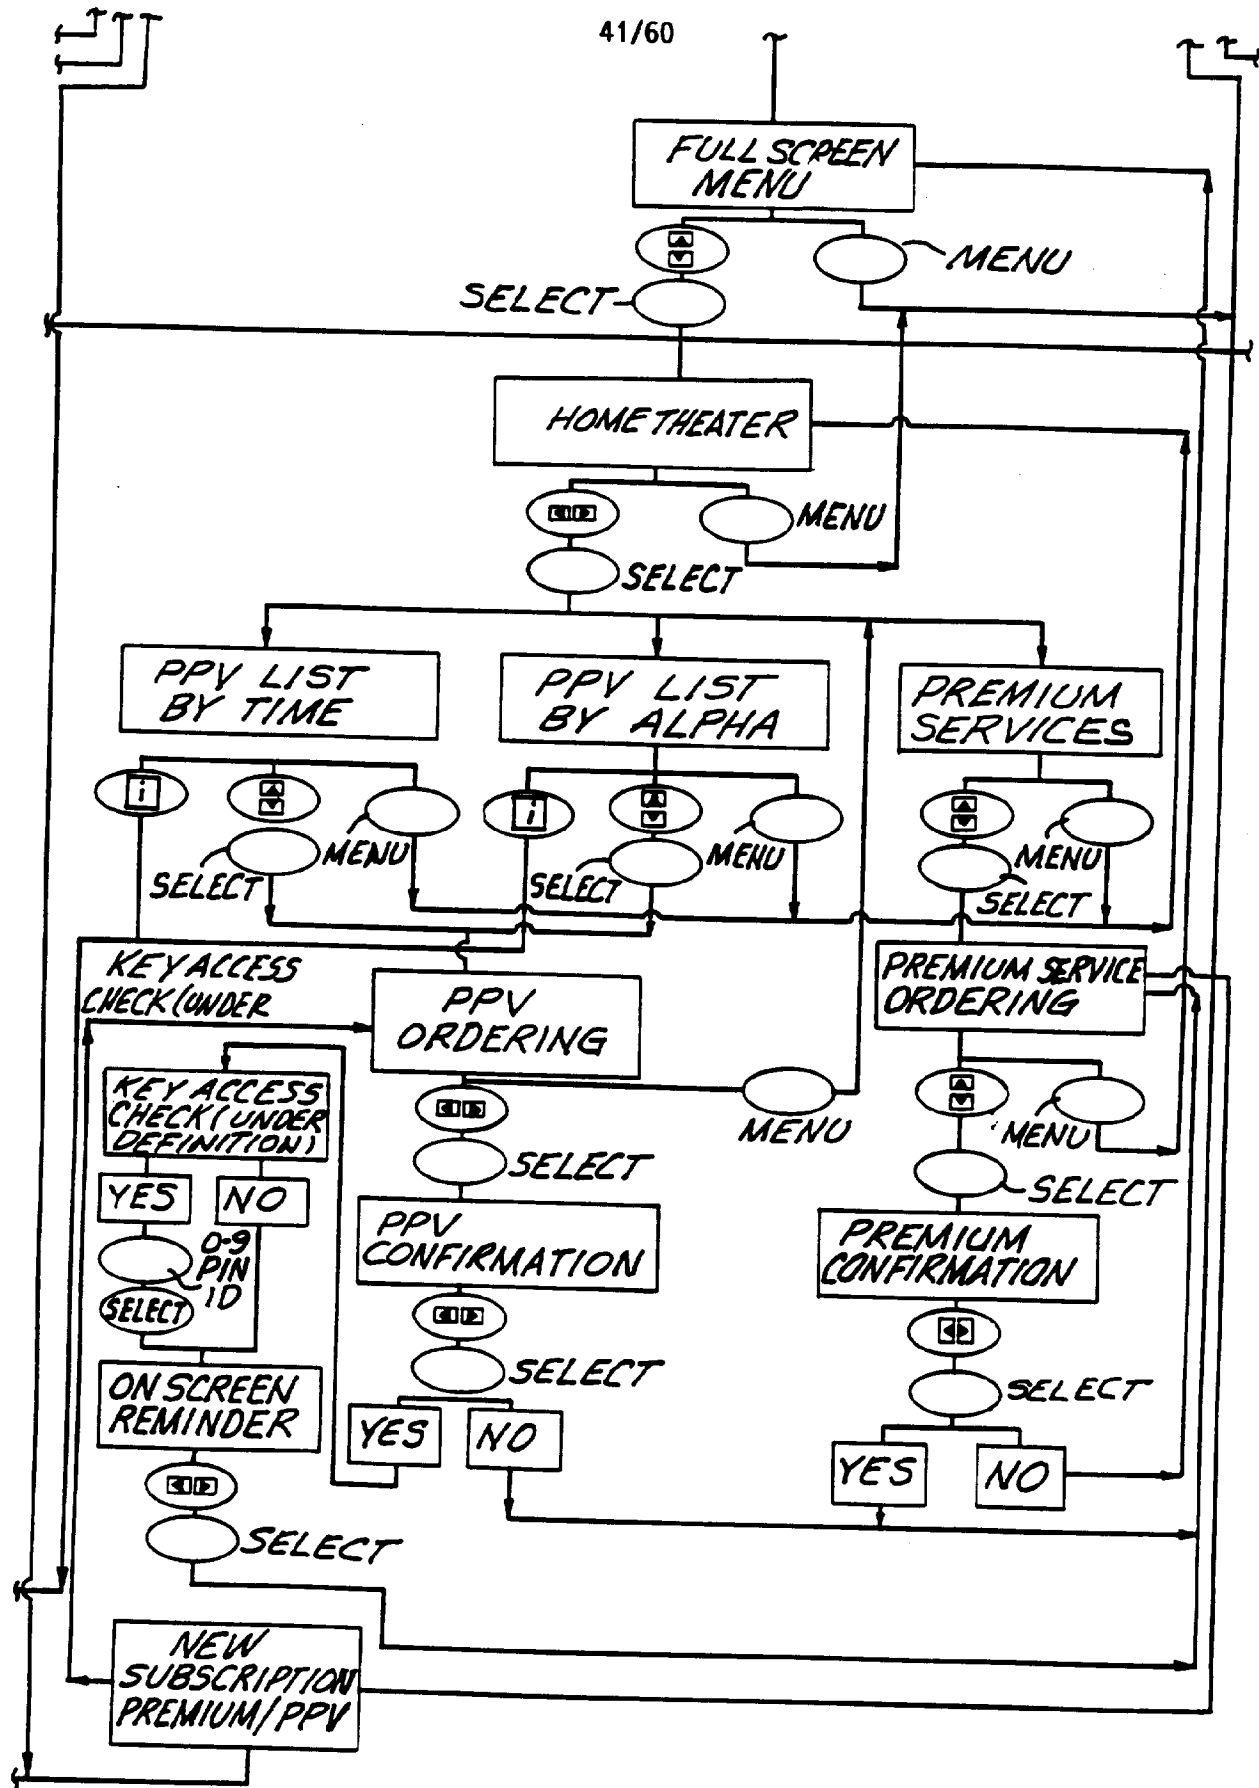 41/60
FULL SCREEN
MENU
MENU
SELECT
HOME THEATER
MENU
SELECT
PPV LIST
BY TIME
PPV LIST
BY ALPHA
PREMIUM
SERVICES
i
MENU
SELECT
i
MENU
SELECT
MENU
SELECT
KEY ACCESS
CHECK (UNDER
PPV
ORDERING
PREMIUM SERVICE
ORDERING
KEY ACCESS
CHECK (UNDER
DEFINITION)
MENU
MENU
SELECT
SELECT
YES
NO
0-9
PIN
ID
SELECT
PPV
CONFIRMATION
PREMIUM
CONFIRMATION
SELECT
SELECT
ON SCREEN
REMINDER
YES
NO
YES
NO
SELECT
NEW
SUBSCRIPTION
PREMIUM/PPV